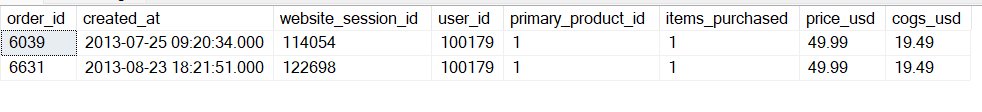 order_id created_at website_session_id user_id primary_product_id items_purchased price_usd cogs_usd
6039 2013-07-25 09:20:34.000 114054 100179 1 1 49.99 19.49
6631 2013-08-23 18:21:51.000 122698 100179 1 1 49.99 19.49